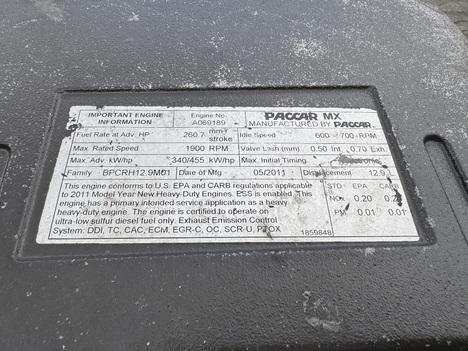 IMPORTANT ENGINE INFORMATION Engine No. A069189 PACCAR MX MANUFACTURED BY PACCAR
Fuel Rate at Adv. HP 260.7 mm³/stroke Idle Speed 600 - 700 RPM
Max. Rated Speed 1900 RPM Valve Lash (mm) 0.50 Int 0.70 Exh
Max. Adv kW/hp 340/455 kW/hp Max. Initial Timing
Family BPCRH12.9M01 Date of Mfg 05/2011 Displacement 12.9
This engine conforms to U.S. EPA and CARB regulations applicable STD EPA CARB
to 2011 Model Year New Heavy-Duty Engines. PSS is enabled. This NOx 0.20
engine has a primary intended service application as a heavy PM 0.01 0.01
heavy-duty engine. The engine is certified to operate on
ultra-low sulfur diesel fuel only. Exhaust Emission Control
System: DDI, TC, CAC, ECM, EGR-C, OC, SCR-U, PTOX 1859848